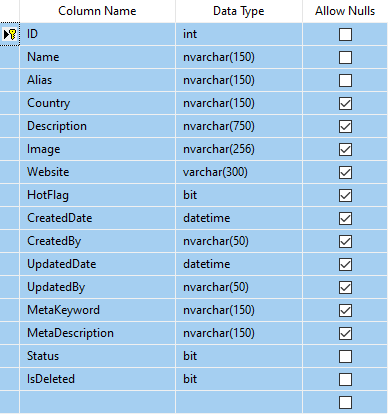 Column Name Data Type Allow Nulls
ID int
Name nvarchar(150)
Alias nvarchar(150)
Country nvarchar(150)
Description nvarchar(750)
Image nvarchar(256)
Website varchar(300)
HotFlag bit
CreatedDate datetime
CreatedBy nvarchar(50)
UpdatedDate datetime
UpdatedBy nvarchar(50)
MetaKeyword nvarchar(150)
MetaDescription nvarchar(150)
Status bit
IsDeleted bit